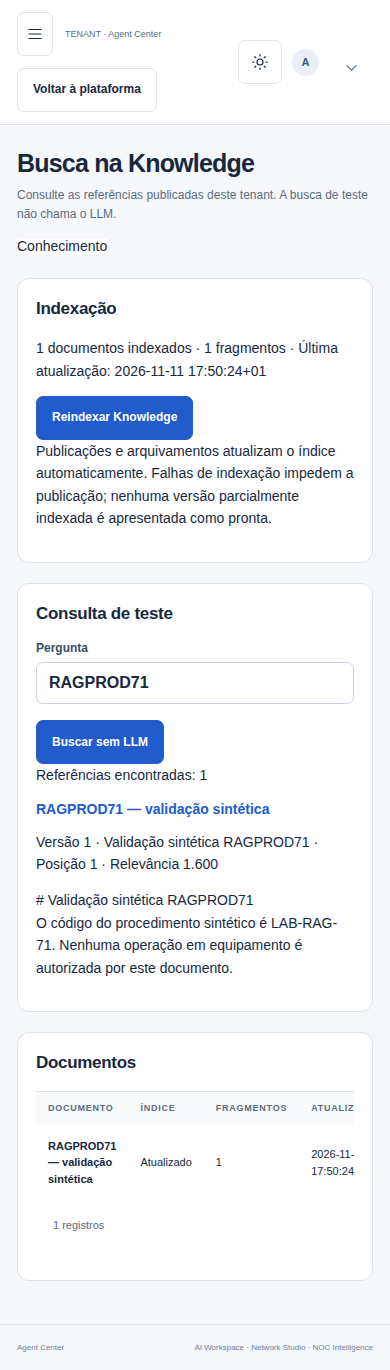 TENANT · Agent Center
Voltar à plataforma
A
Busca na Knowledge
Consulte as referências publicadas deste tenant. A busca de teste
não chama o LLM.
Conhecimento
Indexação
1 documentos indexados · 1 fragmentos · Última
atualização: 2026-11-11 17:50:24+01
Reindexar Knowledge
Publicações e arquivamentos atualizam o índice
automaticamente. Falhas de indexação impedem a
publicação; nenhuma versão parcialmente
indexada é apresentada como pronta.
Consulta de teste
Pergunta
RAGPROD71
Buscar sem LLM
Referências encontradas: 1
RAGPROD71 — validação sintética
Versão 1 · Validação sintética RAGPROD71 ·
Posição 1 · Relevância 1.600
# Validação sintética RAGPROD71
O código do procedimento sintético é LAB-RAG-
71. Nenhuma operação em equipamento é
autorizada por este documento.
Documentos
DOCUMENTO ÍNDICE FRAGMENTOS ATUALIZ
RAGPROD71
— validação
sintética
Atualizado
1
2026-11-
17:50:24
1 registros
Agent Center
AI Workspace · Network Studio · NOC Intelligence